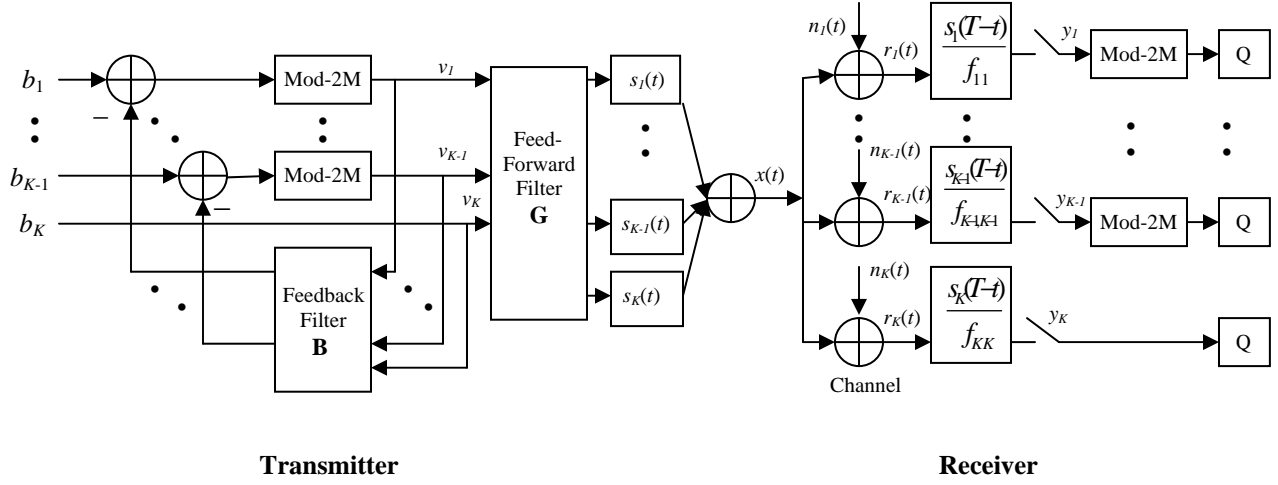 n1(t)
r1(t)
s1(T−t)
f11
y1
Mod-2M
Q
b1
−
Mod-2M
v1
s1(t)
Feed-
Forward
Filter
G
bK-1
−
Mod-2M
vK-1
x(t)
nK-1(t)
rK-1(t)
sK-1(T−t)
fK-1,K-1
yK-1
Mod-2M
Q
bK
vK
sK-1(t)
sK(t)
Feedback
Filter
B
nK(t)
rK(t)
sK(T−t)
fKK
yK
Q
Channel
Transmitter
Receiver